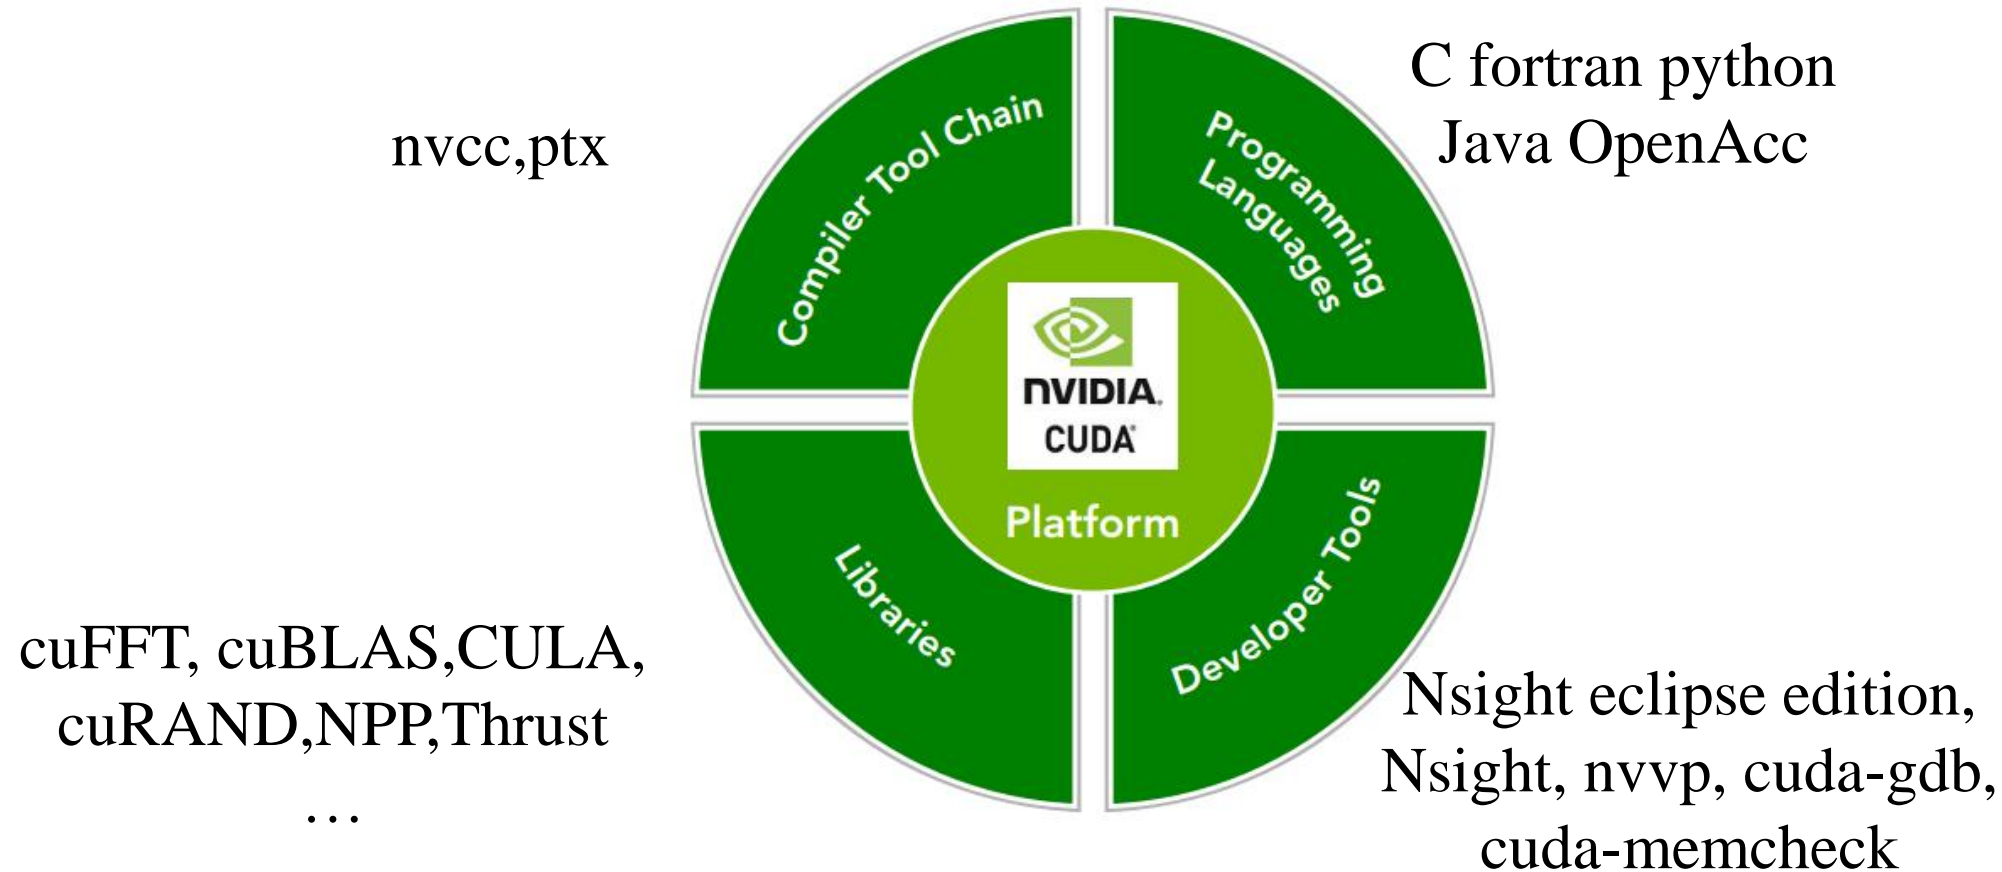 nvcc,ptx
Compiler Tool Chain
Programming
Languages
C fortran python
Java OpenAcc
NVIDIA.
CUDA®
Platform
Libraries
cuFFT, cuBLAS,CULA,
cuRAND,NPP,Thrust
…
Developer Tools
Nsight eclipse edition,
Nsight, nvvp, cuda-gdb,
cuda-memcheck